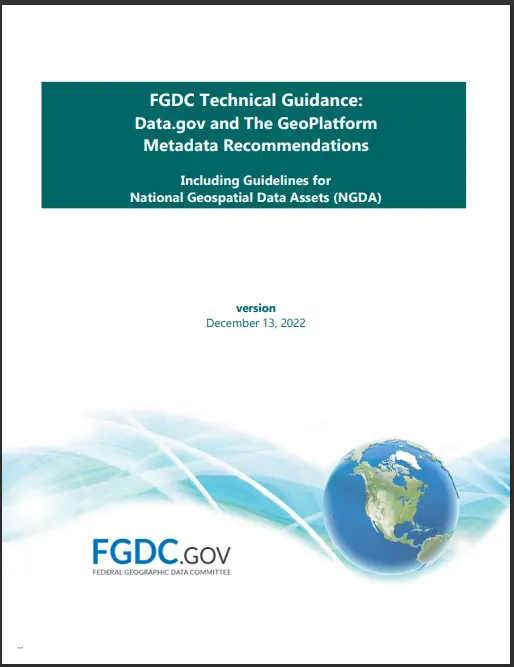 FGDC Technical Guidance:
Data.gov and The GeoPlatform
Metadata Recommendations
Including Guidelines for
National Geospatial Data Assets (NGDA)
version
December 13, 2022
FGDC.GOV
FEDERAL GEOGRAPHIC DATA COMMITTEE